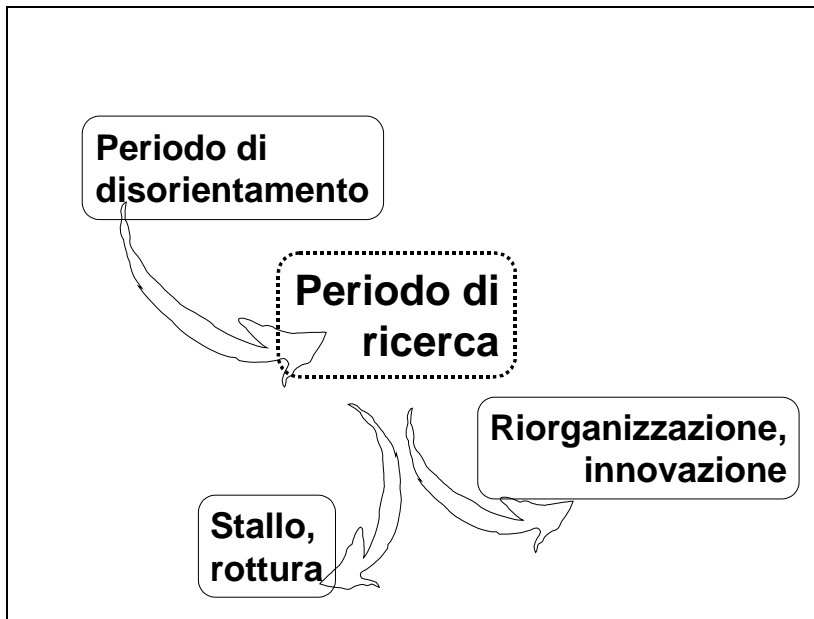 Periodo di
disorientamento
Periodo di
ricerca
Riorganizzazione,
innovazione
Stallo,
rottura